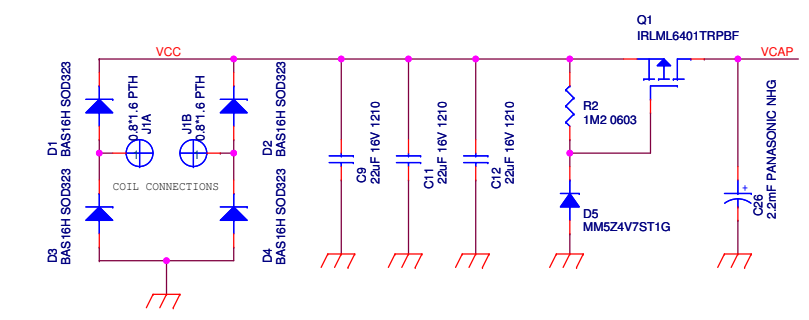 Q1
IRLML6401TRPBF
VCC
VCAP
D1
BAS16H SOD323
0.8*1.6 PTH
J1A
J1B
0.8*1.6 PTH
D2
BAS16H SOD323
COIL CONNECTIONS
D3
BAS16H SOD323
D4
BAS16H SOD323
C9
22uF 16V 1210
C11
22uF 16V 1210
C12
22uF 16V 1210
R2
1M2 0603
D5
MM5Z4V7ST1G
+
C26
2.2mF PANASONIC NHG